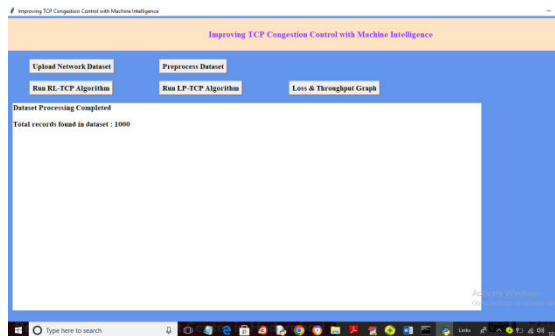 Improving TCP Congestion Control with Machine Intelligence
Improving TCP Congestion Control with Machine Intelligence
Upload Network Dataset
Preprocess Dataset
Run RL-TCP Algorithm
Run LP-TCP Algorithm
Loss & Throughput Graph
Dataset Processing Completed
Total records found in dataset : 1000
Activate Windows
Type here to search
Links